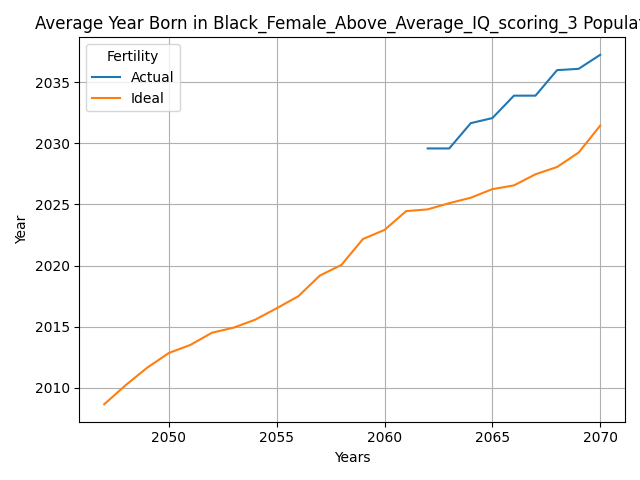 Average Year Born in Black_Female_Above_Average_IQ_scoring_3 Populat
Fertility
Actual
Ideal
2035
2030
2025
2020
2015
2010
Year
2050 2055 2060 2065 2070
Years